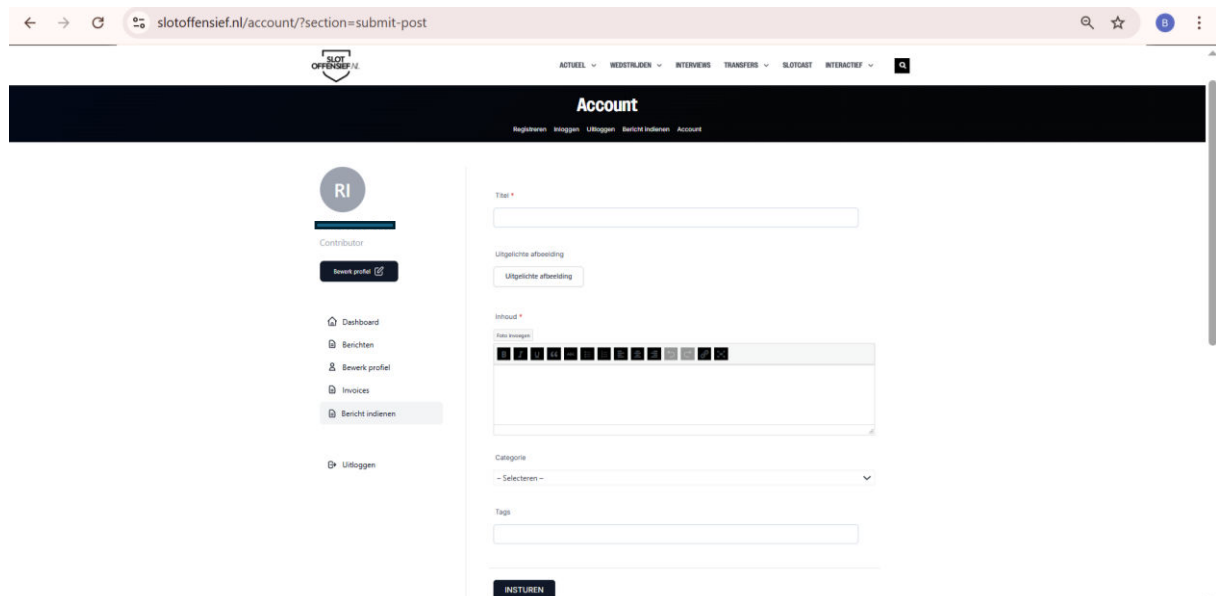 slotoffensief.nl/account/?section=submit-post
B
SLOT
OFFENSIEF.NL
ACTUEEL WEDSTRIJDEN INTERVIEWS TRANSFERS SLOTCAST INTERACTIEF
Account
Registreren Inloggen Uitloggen Bericht Indienen Account
RI
Contributor
Bewerk profiel
Dashboard
Berichten
Bewerk profiel
Invoices
Bericht indienen
Uitloggen
Titel *
Uitgelichte afbeelding
Uitgelichte afbeelding
Inhoud *
Foto invoegen
B I U
Categorie
– Selecteren –
Tags
INSTUREN